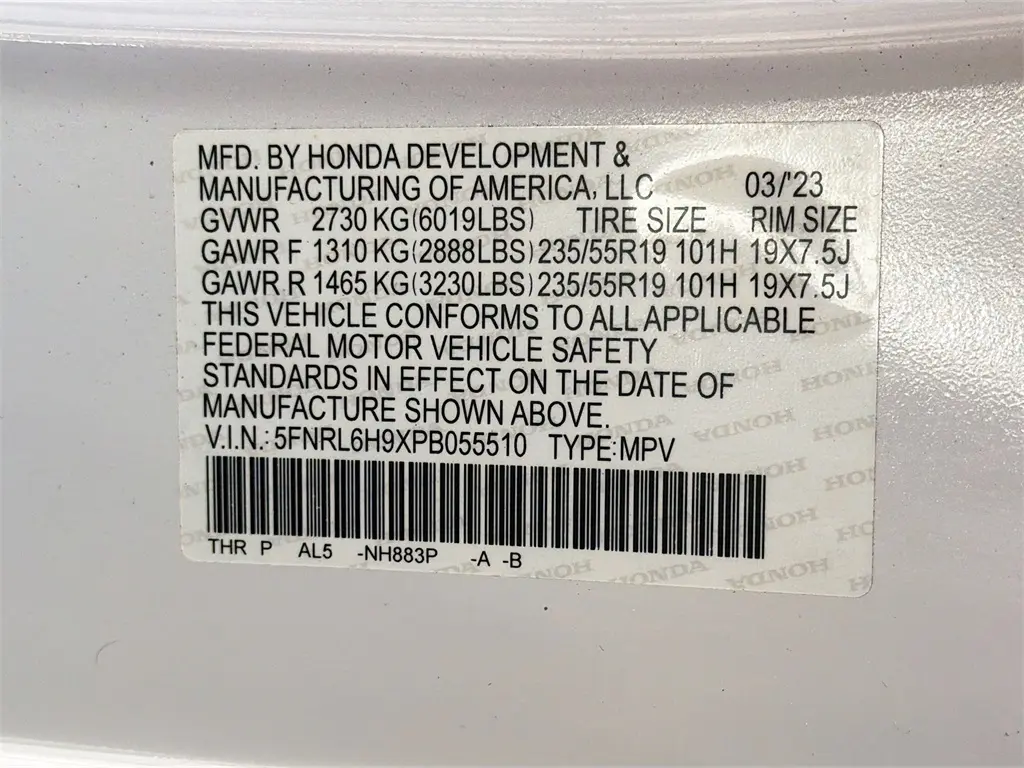 MFD. BY HONDA DEVELOPMENT &
MANUFACTURING OF AMERICA, LLC 03/'23
GVWR 2730 KG(6019LBS) TIRE SIZE RIM SIZE
GAWR F 1310 KG(2888LBS) 235/55R19 101H 19X7.5J
GAWR R 1465 KG(3230LBS) 235/55R19 101H 19X7.5J
THIS VEHICLE CONFORMS TO ALL APPLICABLE
FEDERAL MOTOR VEHICLE SAFETY
STANDARDS IN EFFECT ON THE DATE OF
MANUFACTURE SHOWN ABOVE.
V.I.N.: 5FNRL6H9XPB055510 TYPE:MPV
THR P AL5 -NH883P -A -B